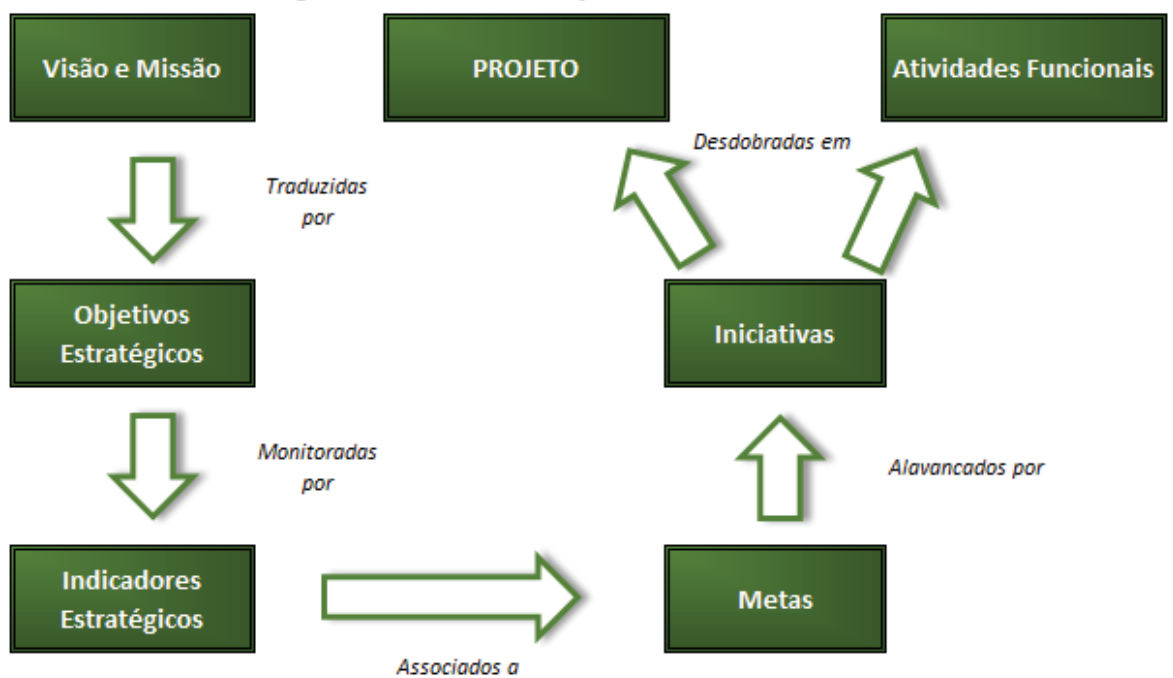 Visão e Missão
PROJETO
Atividades Funcionais
Desdobradas em
Traduzidas
por
Objetivos
Estratégicos
Iniciativas
Monitoradas
por
Alavancados por
Indicadores
Estratégicos
Metas
Associados a